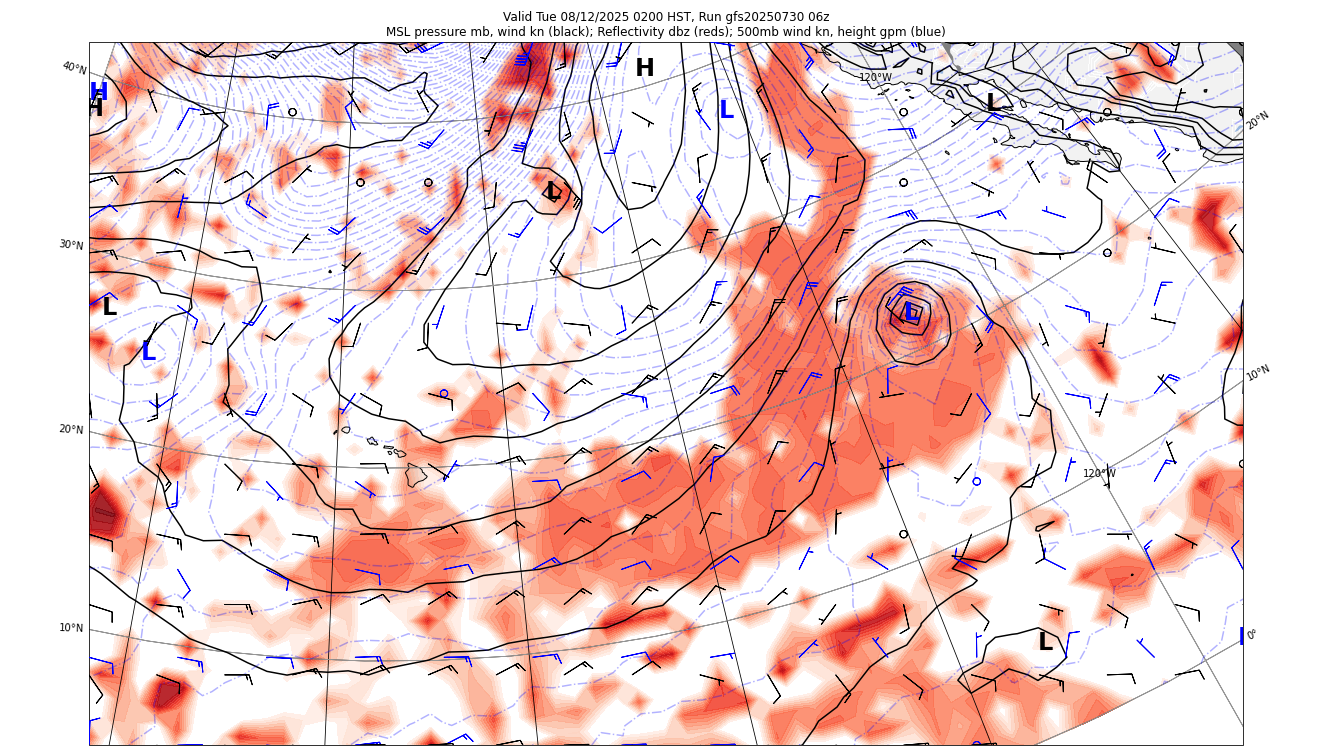 Valid Tue 08/12/2025 0200 HST, Run gfs20250730 06z
MSL pressure mb, wind kn (black); Reflectivity dbz (reds); 500mb wind kn, height gpm (blue)
40°N
H
H
H
L
120°W
L
20°N
L
30°N
L
L
L
10°N
20°N
120°W
10°N
L
0°